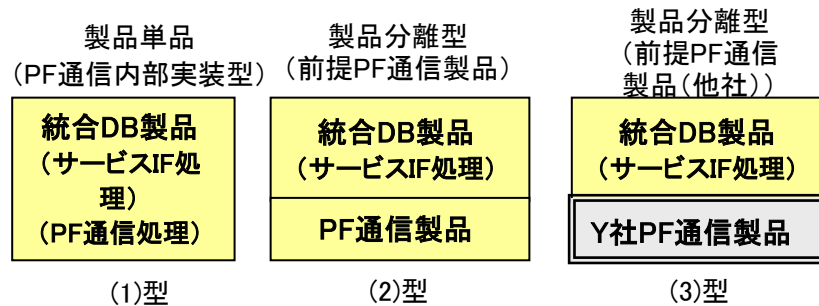 製品単品
(PF通信内部実装型)
統合DB製品
(サービスIF処
理)
(PF通信処理)
(1)型
製品分離型
(前提PF通信製品)
統合DB製品
(サービスIF処理)
PF通信製品
(2)型
製品分離型
(前提PF通信
製品(他社))
統合DB製品
(サービスIF処理)
Y社PF通信製品
(3)型